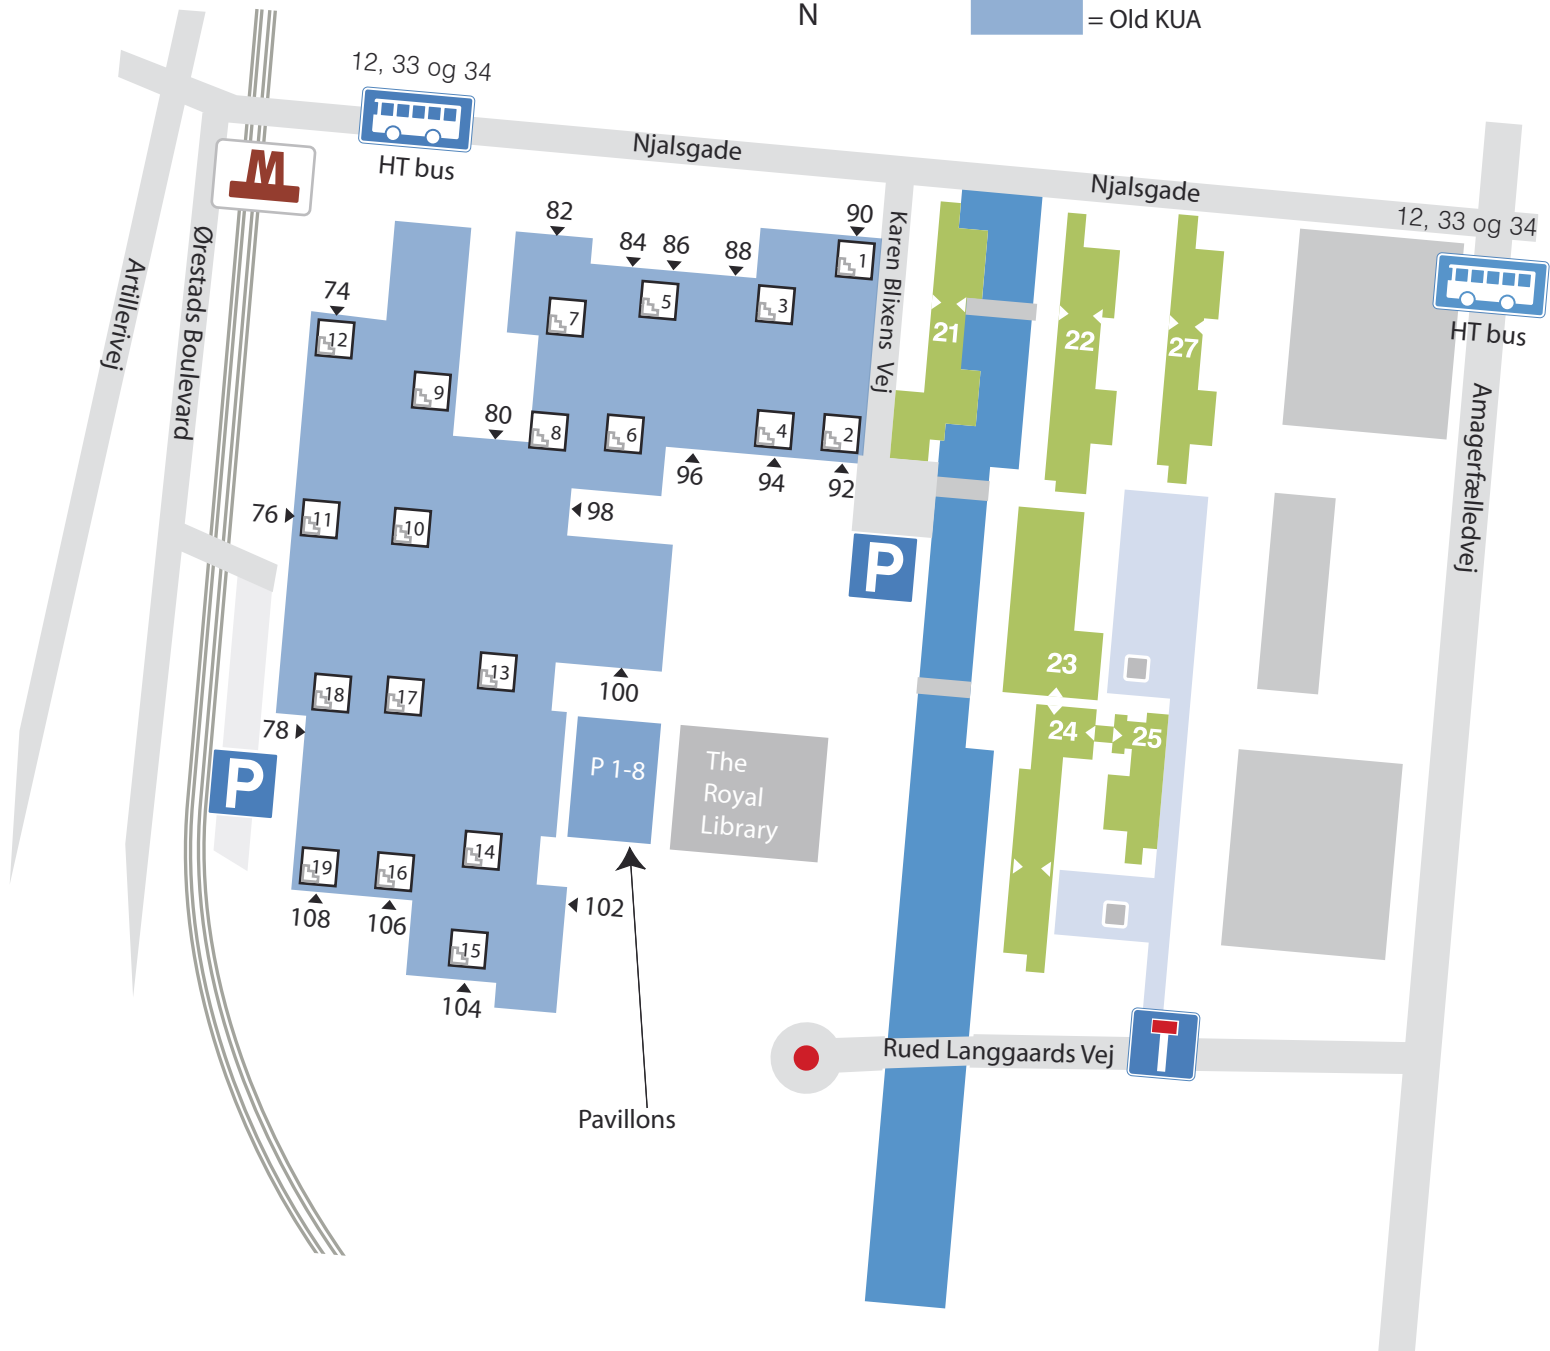 N
= Old KUA
12, 33 og 34
HT bus
M
Njalsgade
Njalsgade
12, 33 og 34
HT bus
Artillerivej
Ørestads Boulevard
Karen Blixens Vej
Amagerfælledvej
82
84
86
88
90
1
74
12
7
5
3
9
80
8
6
4
2
96
94
92
21
22
27
76
11
10
98
P
18
17
13
100
23
78
24
25
P
P 1-8
The
Royal
Library
19
16
14
108
106
102
15
104
Rued Langgaards Vej
Pavillons